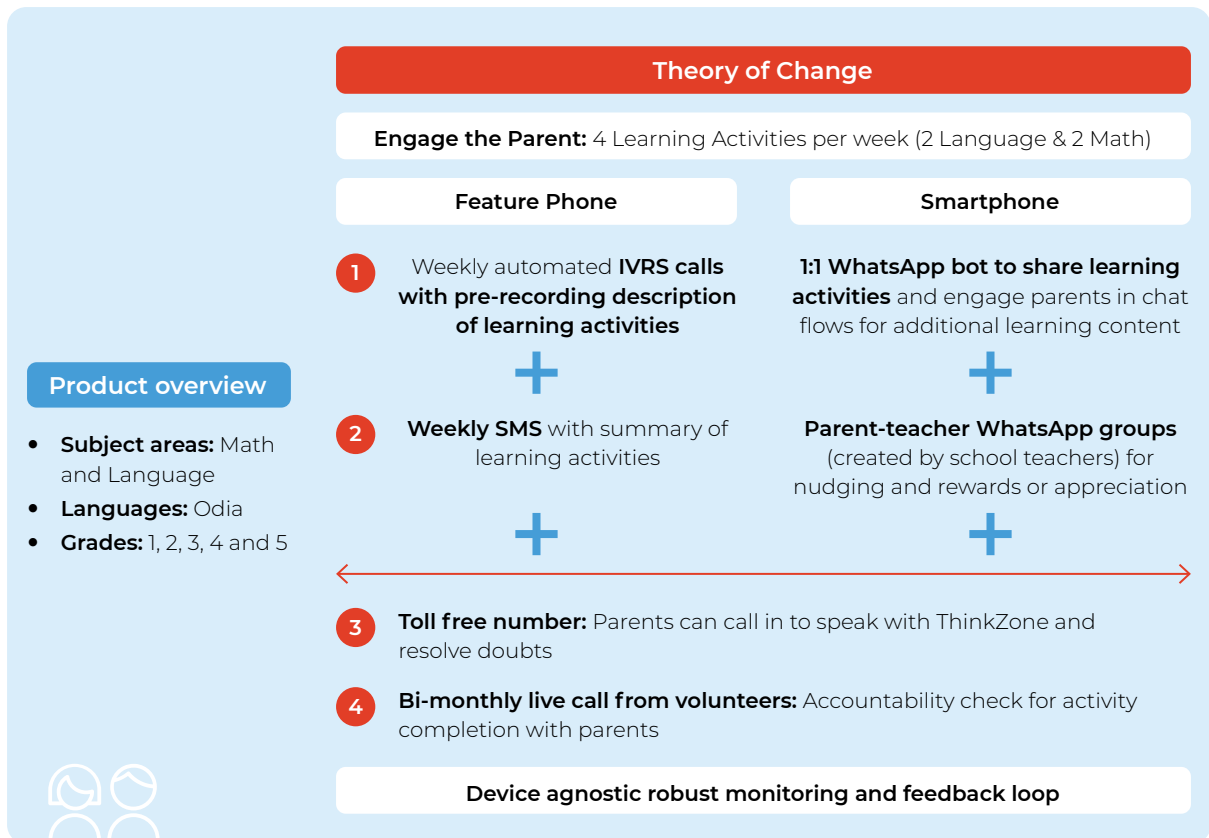 Theory of Change
Engage the Parent: 4 Learning Activities per week (2 Language & 2 Math)
Feature Phone
Smartphone
1
Weekly automated IVRS calls
with pre-recording description
of learning activities
1:1 WhatsApp bot to share learning
activities and engage parents in chat
flows for additional learning content
+
+
Product overview
• Subject areas: Math
and Language
• Languages: Odia
• Grades: 1, 2, 3, 4 and 5
2
Weekly SMS with summary of
learning activities
Parent-teacher WhatsApp groups
(created by school teachers) for
nudging and rewards or appreciation
+
+
3
Toll free number: Parents can call in to speak with ThinkZone and
resolve doubts
4
Bi-monthly live call from volunteers: Accountability check for activity
completion with parents
Device agnostic robust monitoring and feedback loop